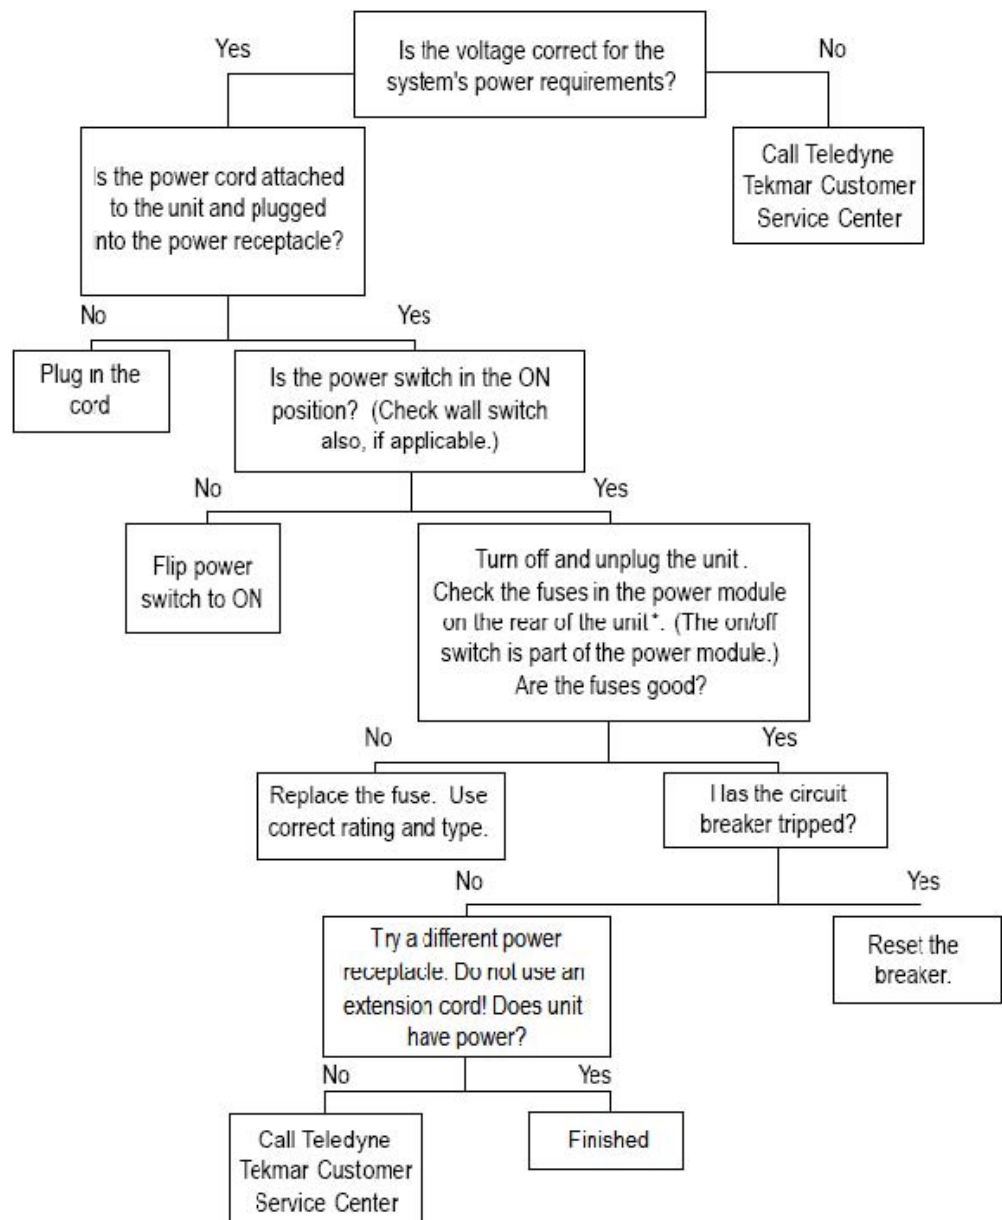 Yes
Is the voltage correct for the
system's power requirements?
No
Is the power cord attached
to the unit and plugged
into the power receptacle?
Call Teledyne
Tekmar Customer
Service Center
No
Yes
Plug in the
cord
Is the power switch in the ON
position? (Check wall switch
also, if applicable.)
No
Yes
Flip power
switch to ON
Turn off and unplug the unit.
Check the fuses in the power module
on the rear of the unit*. (The on/off
switch is part of the power module.)
Are the fuses good?
No
Yes
Replace the fuse. Use
correct rating and type.
Has the circuit
breaker tripped?
No
Yes
Try a different power
receptacle. Do not use an
extension cord! Does unit
have power?
Reset the
breaker.
No
Yes
Call Teledyne
Tekmar Customer
Service Center
Finished